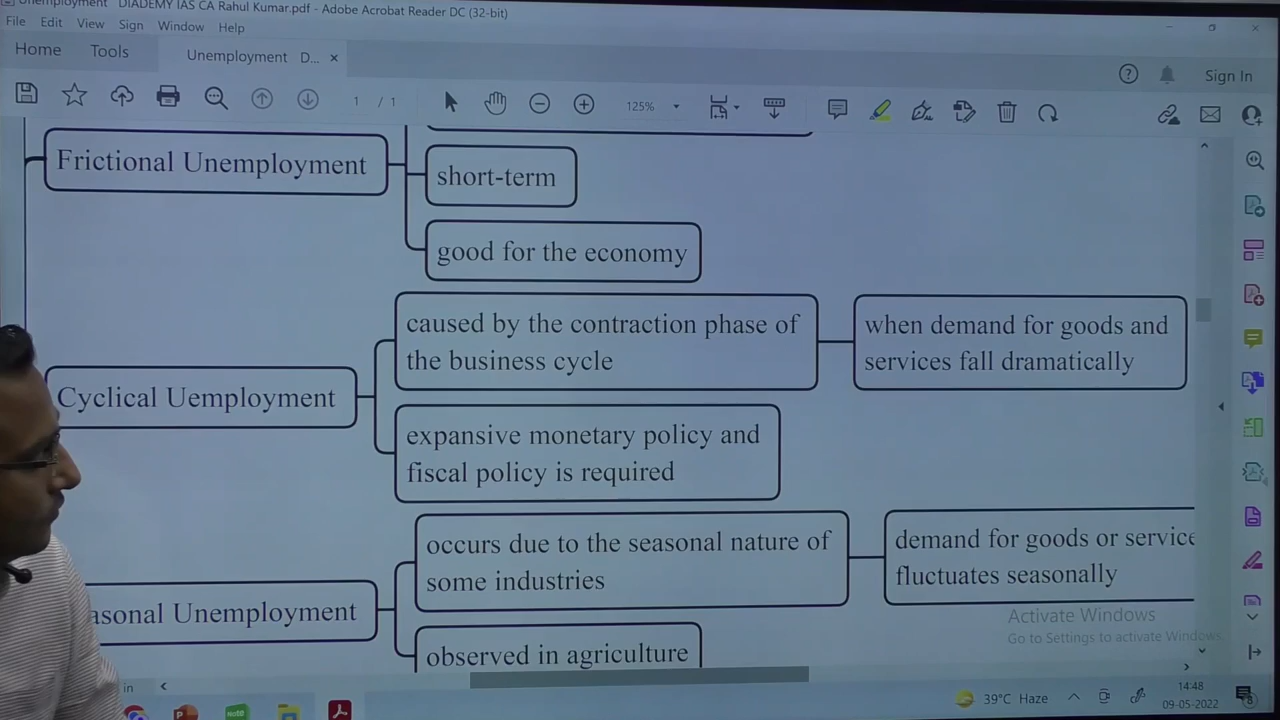 Unemployment DIADEMY IAS CA Rahul Kumar.pdf - Adobe Acrobat Reader DC (32-bit)
File Edit View Sign Window Help
Home Tools Unemployment D... ×
Sign In
1 / 1 125%
Frictional Unemployment
short-term
good for the economy
Cyclical Uemployment
caused by the contraction phase of
the business cycle
when demand for goods and
services fall dramatically
expansive monetary policy and
fiscal policy is required
asonal Unemployment
occurs due to the seasonal nature of
some industries
demand for goods or service
fluctuates seasonally
observed in agriculture
Activate Windows
Go to Settings to activate Windows.
in
39°C Haze
14:48
09-05-2022
8